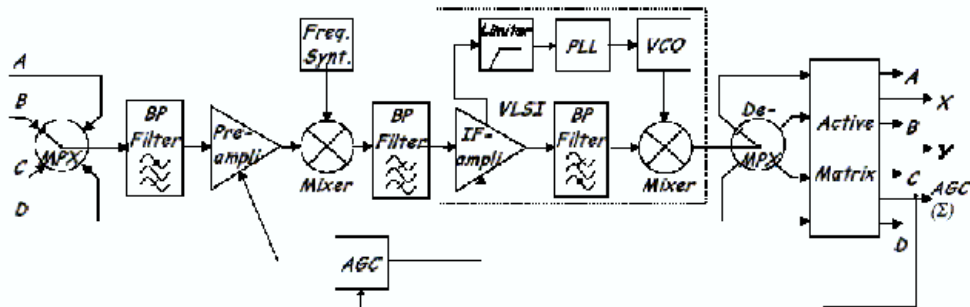 A
B
C
D
MPX
BP
Filter
Pre-
ampli
Freq.
Synt.
Mixer
BP
Filter
IF-
ampli
Limiter
PLL
VCO
VLSI
BP
Filter
Mixer
De-
MPX
Active
Matrix
A
X
B
Y
C
AGC
(Σ)
D
AGC